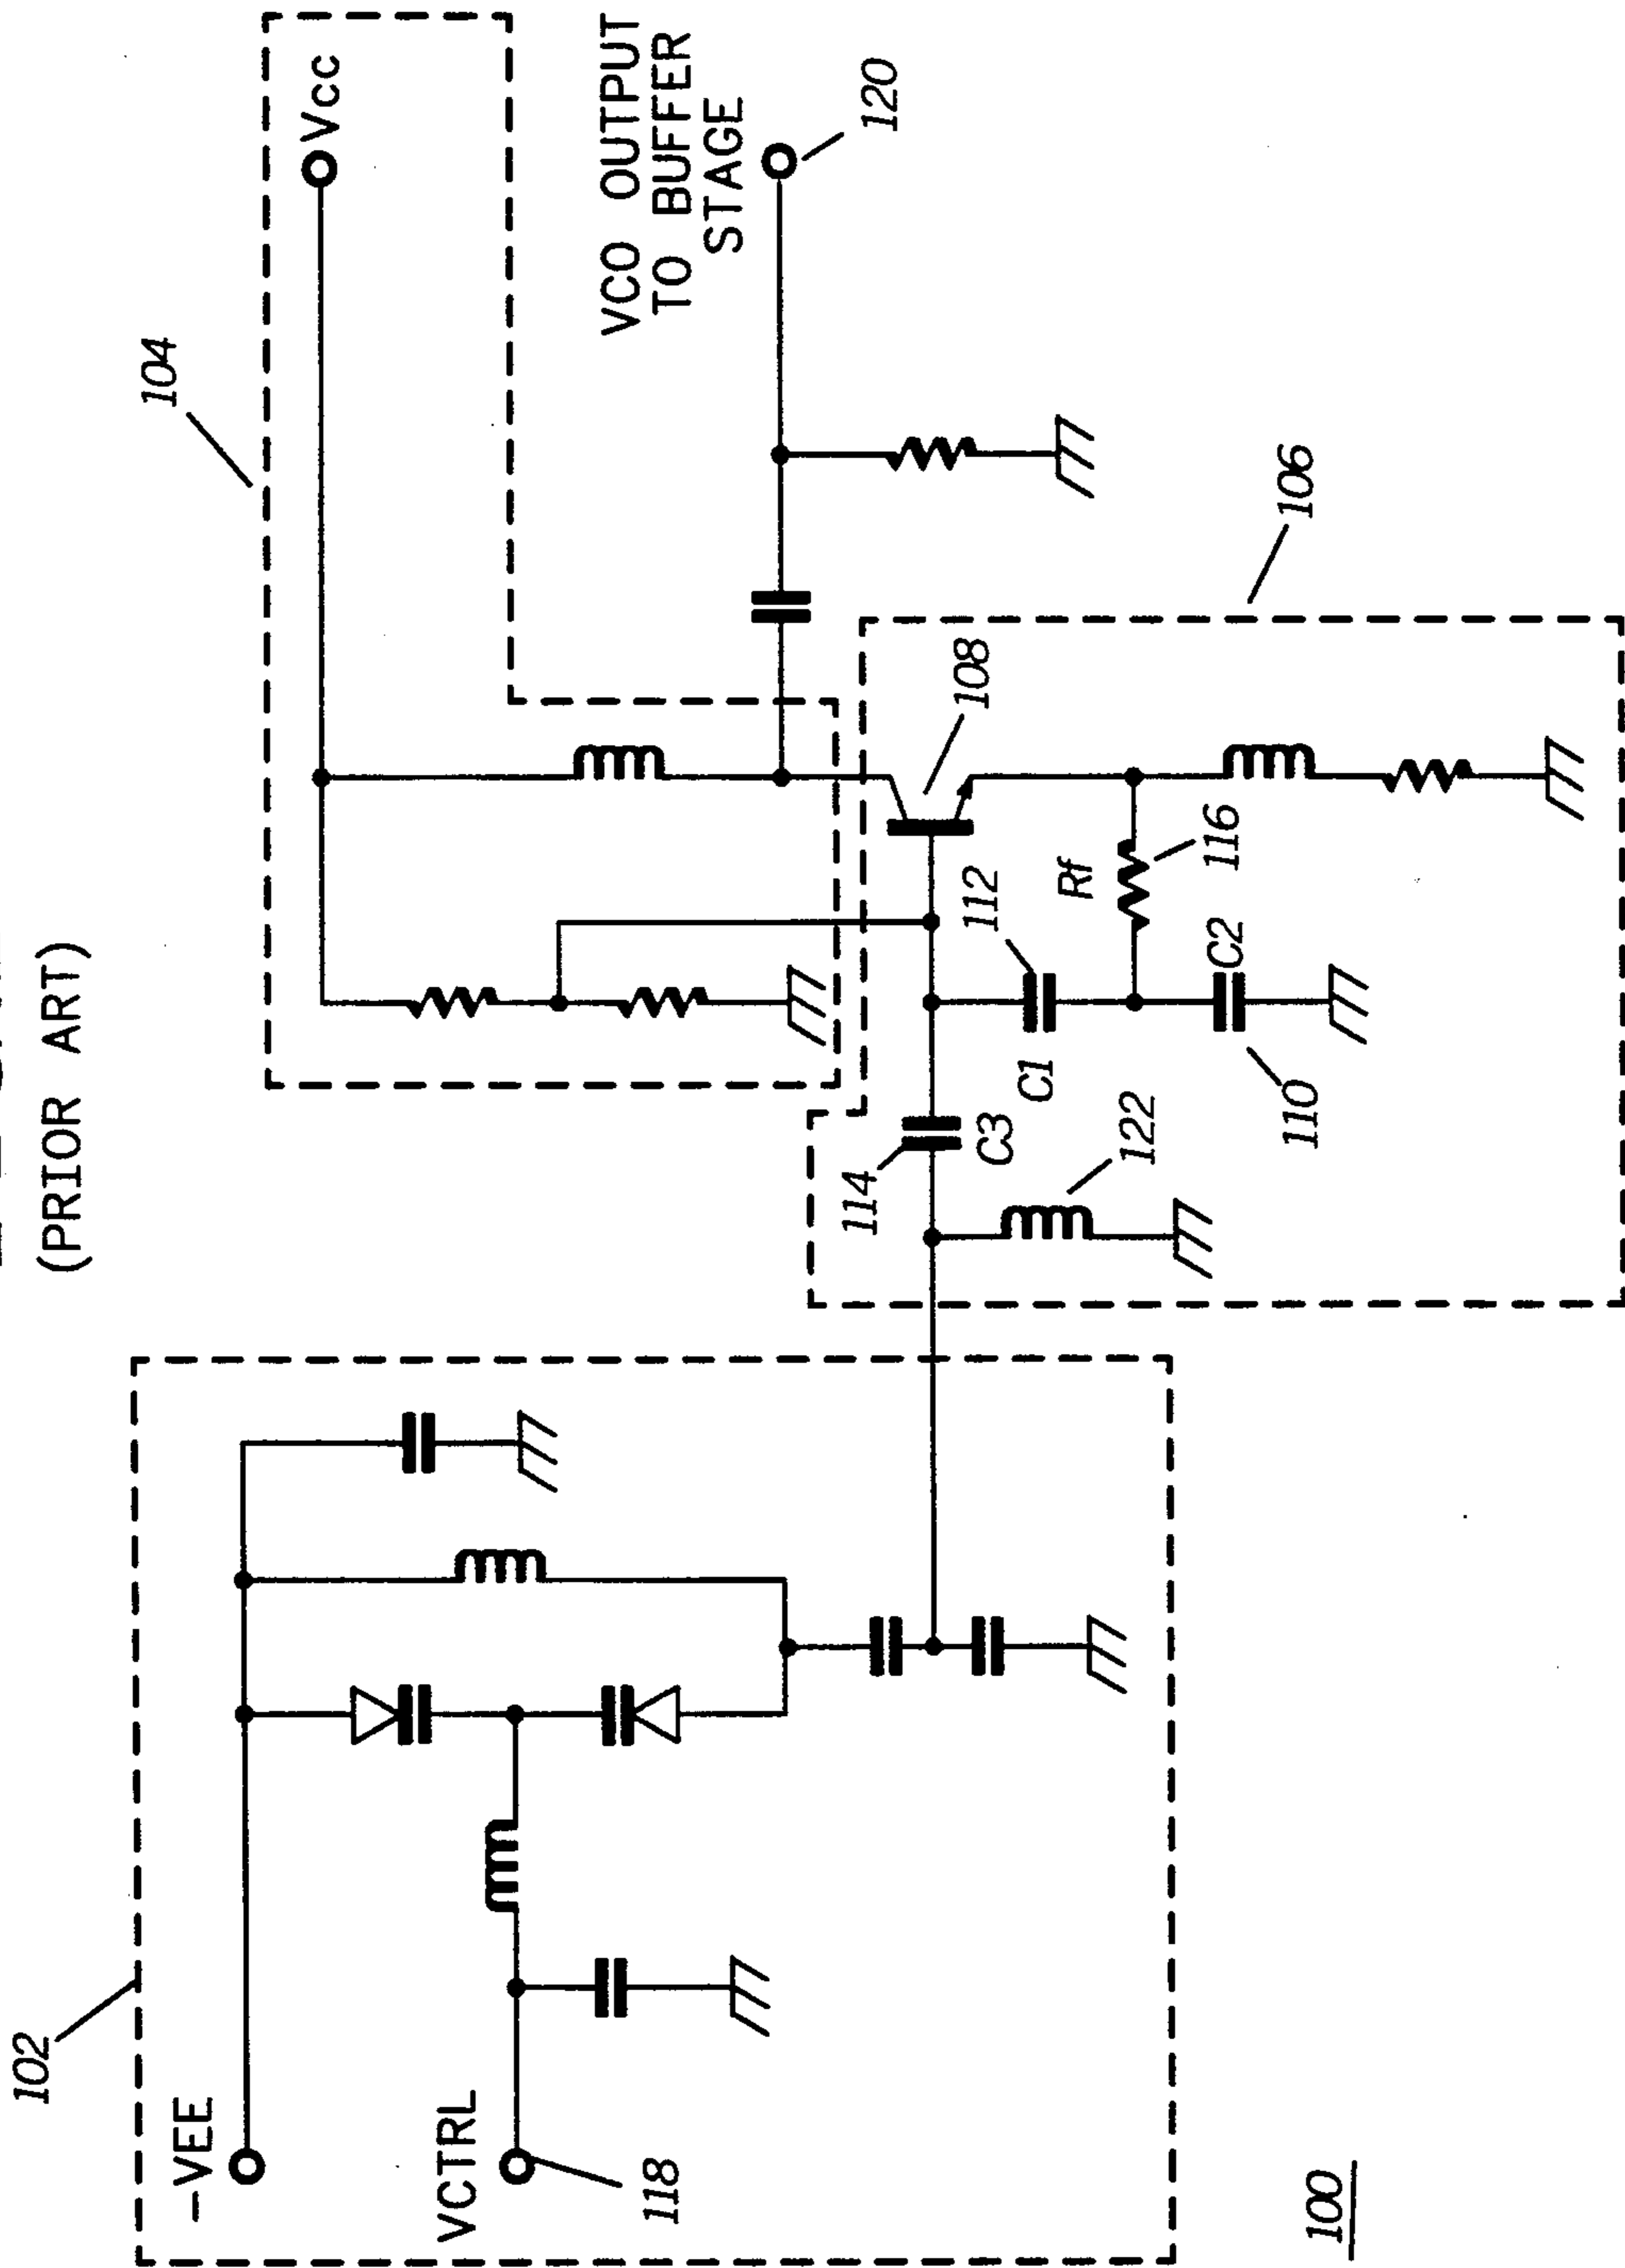 (PRIOR ART)
104
Vcc
VCO OUTPUT
TO BUFFER
STAGE
120
102
-VEE
VCTRL
118
114
C3
122
C1
112
Rf
116
C2
110
108
106
100